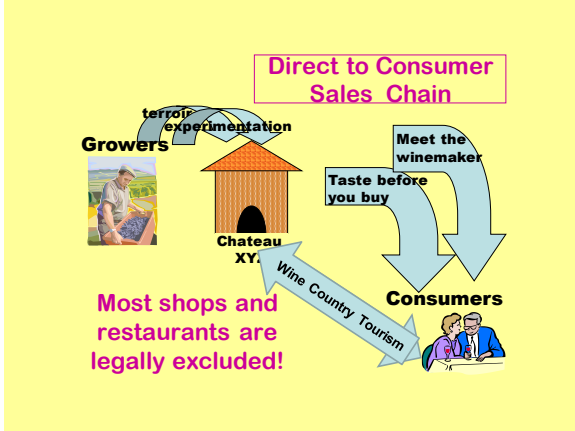 Direct to Consumer
Sales Chain
terroir
experimentation
Growers
Meet the
winemaker
Taste before
you buy
Chateau
XYZ
Wine Country Tourism
Consumers
Most shops and
restaurants are
legally excluded!